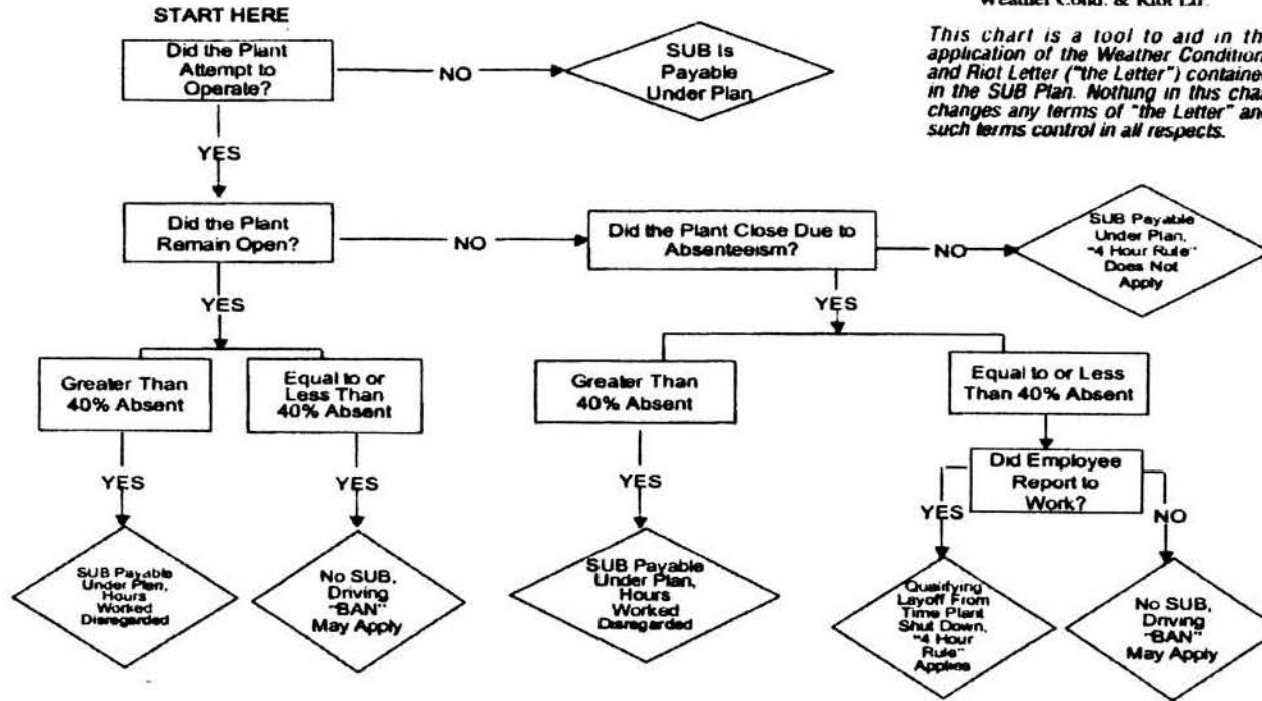 Weather Cond. & Riot Ltr.
START HERE
This chart is a tool to aid in the
application of the Weather Condition
and Riot Letter ("the Letter") contained
in the SUB Plan. Nothing in this chart
changes any terms of "the Letter" and
such terms control in all respects.
Did the Plant
Attempt to
Operate?
NO
SUB Is
Payable
Under Plan
YES
Did the Plant
Remain Open?
NO
Did the Plant Close Due to
Absenteeism?
NO
SUB Payable
Under Plan,
"4 Hour Rule"
Does Not
Apply
YES
YES
Greater Than
40% Absent
Equal to or
Less Than
40% Absent
Greater Than
40% Absent
Equal to or Less
Than 40% Absent
YES
YES
YES
Did Employee
Report to
Work?
YES
NO
SUB Payable
Under Plan,
Hours
Worked
Disregarded
No SUB,
Driving
"BAN"
May Apply
SUB Payable
Under Plan,
Hours
Worked
Disregarded
Qualifying
Layoff From
Time Plant
Shut Down,
"4 Hour
Rule"
Applies
No SUB,
Driving
"BAN"
May Apply